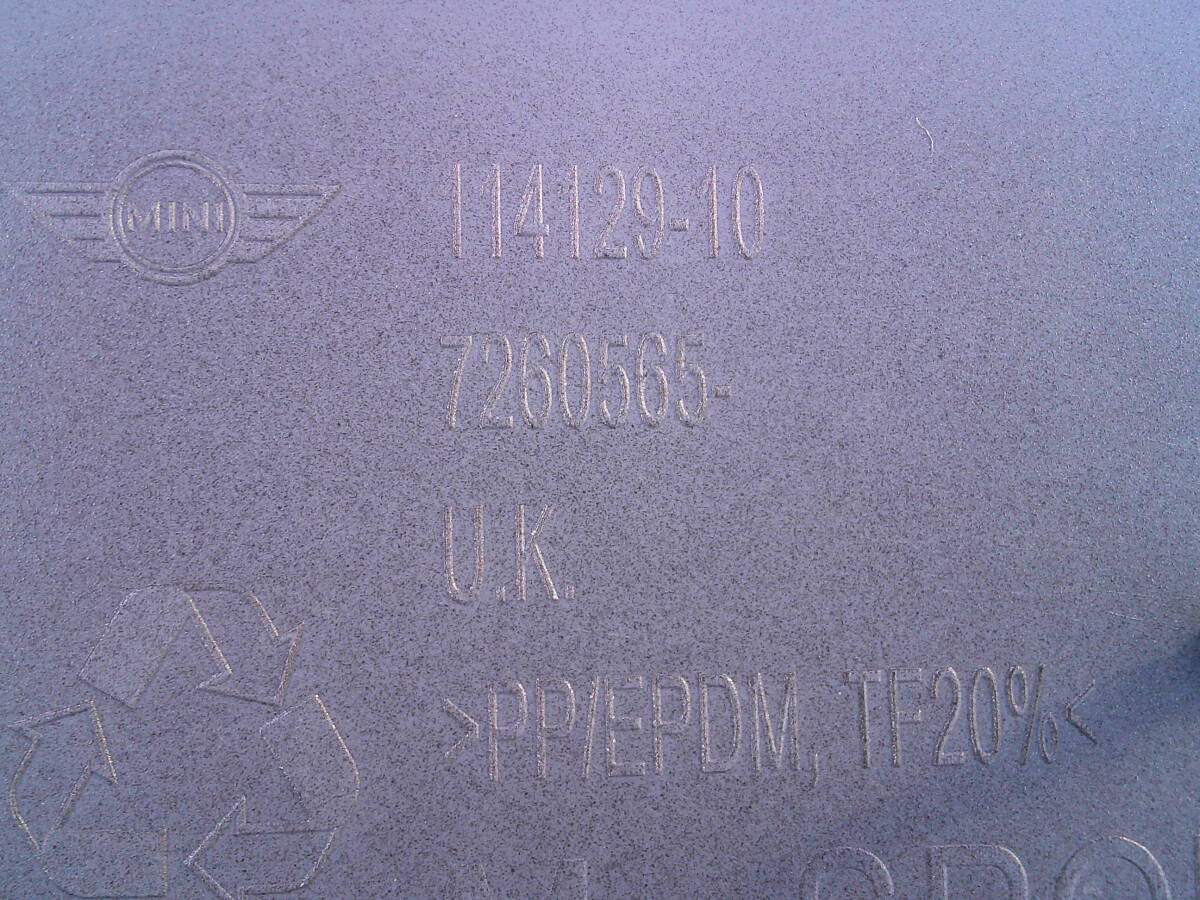 MINI
114129-10
7260565-
U.K.
>PP/EPDM, TF20%<